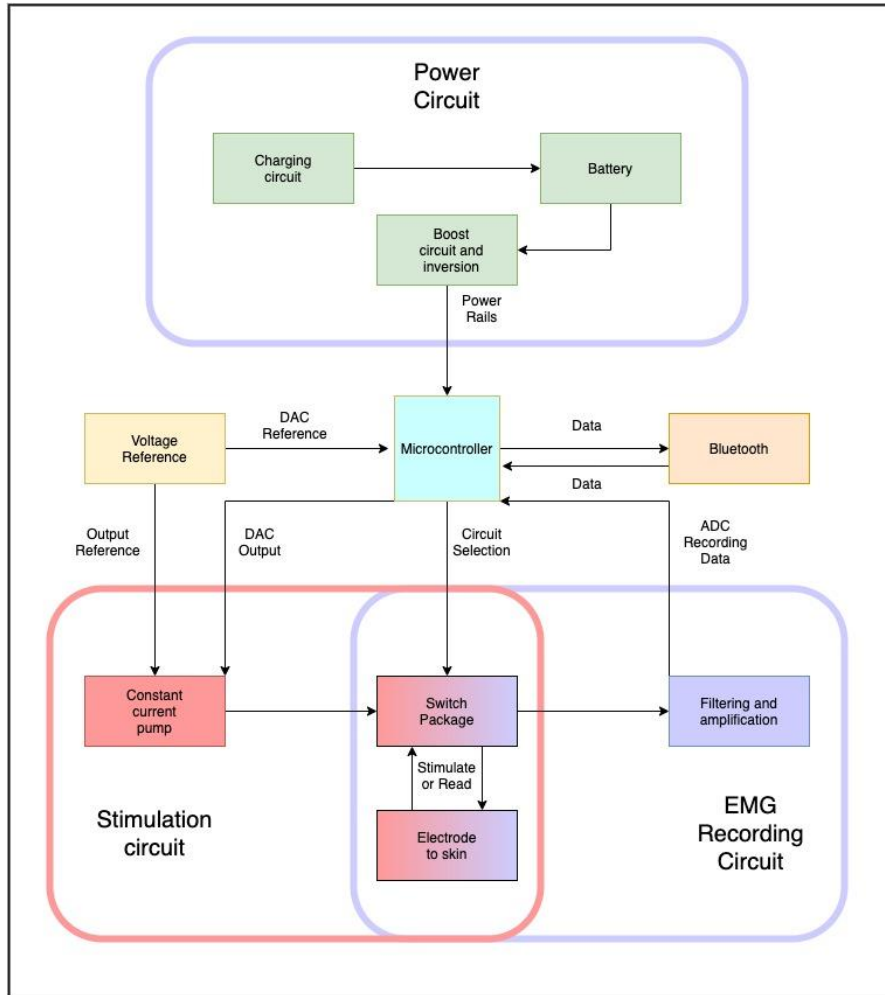 Power
Circuit
Charging
circuit
Battery
Boost
circuit and
inversion
Power
Rails
Voltage
Reference
DAC
Reference
Microcontroller
Data
Bluetooth
Data
Output
Reference
DAC
Output
Circuit
Selection
ADC
Recording
Data
Constant
current
pump
Switch
Package
Filtering and
amplification
Stimulate
or Read
Electrode
to skin
Stimulation
circuit
EMG
Recording
Circuit